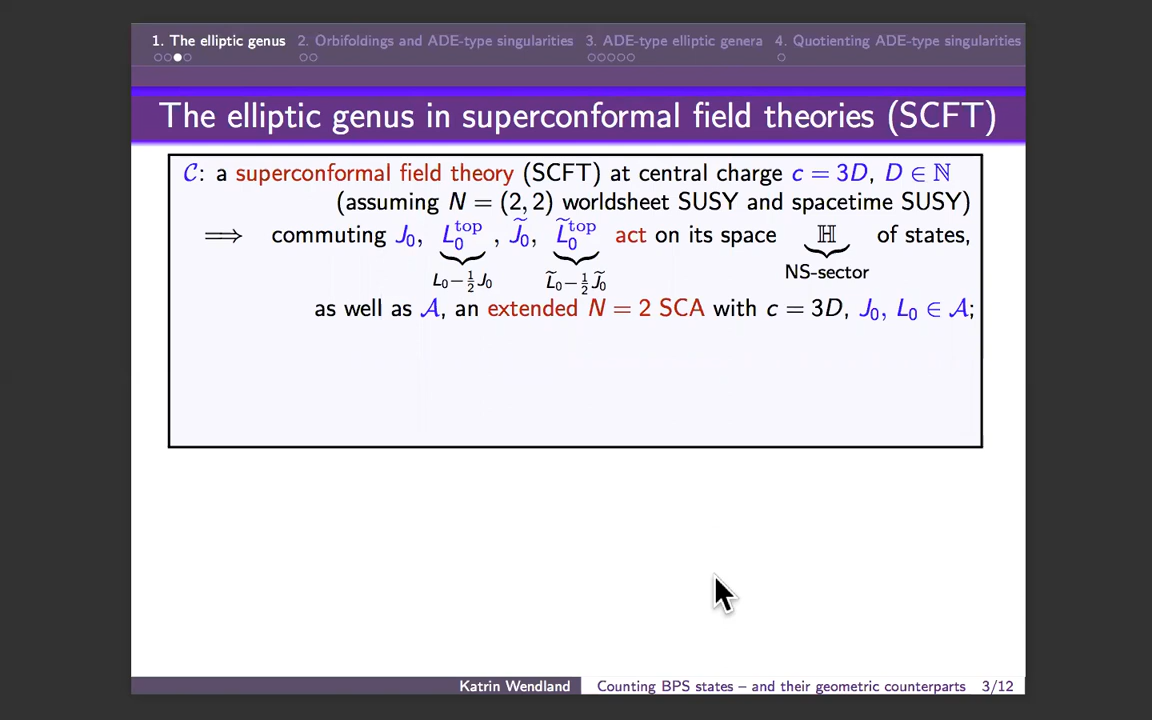 1. The elliptic genus 2. Orbifoldings and ADE-type singularities 3. ADE-type elliptic genera 4. Quotienting ADE-type singularities
The elliptic genus in superconformal field theories (SCFT)
𝒞: a superconformal field theory (SCFT) at central charge c = 3D, D ∈ ℕ
(assuming N = (2, 2) worldsheet SUSY and spacetime SUSY)
⟹ commuting J₀, L₀^top, J̃₀, L̃₀^top act on its space ℍ of states,
L₀−½J₀ L̃₀−½J̃₀ NS-sector
as well as 𝒜, an extended N = 2 SCA with c = 3D, J₀, L₀ ∈ 𝒜;
Katrin Wendland Counting BPS states – and their geometric counterparts 3/12